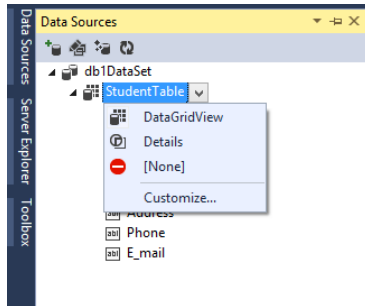 Data Sources
Data Sources
Server Explorer
Toolbox
db1DataSet
StudentTable
DataGridView
Details
[None]
Customize...
Address
Phone
E_mail